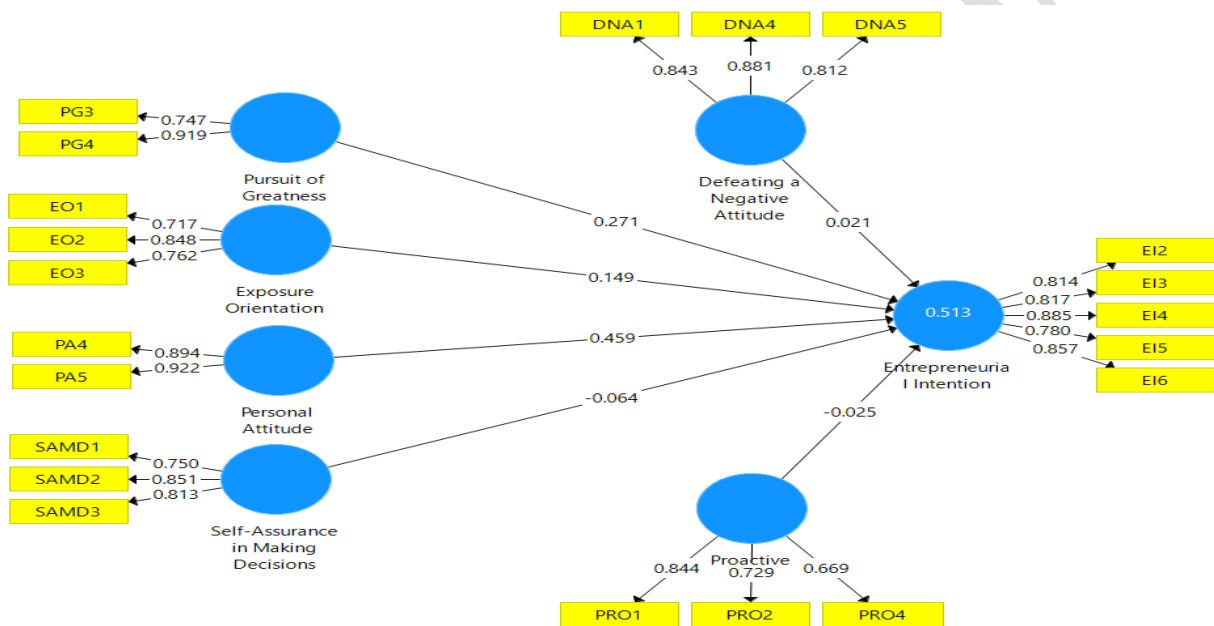 DNA1 DNA4 DNA5
0.843 0.881 0.812
PG3
PG4
0.747
0.919
Pursuit of
Greatness
Defeating a
Negative
Attitude
EO1
EO2
EO3
0.717
0.848
0.762
Exposure
Orientation
0.271
0.021
0.149
0.459
-0.064
-0.025
PA4
PA5
0.894
0.922
Personal
Attitude
0.513
Entrepreneuria
l Intention
0.814
0.817
0.885
0.780
0.857
EI2
EI3
EI4
EI5
EI6
SAMD1
SAMD2
SAMD3
0.750
0.851
0.813
Self-Assurance
in Making
Decisions
Proactive
0.844 0.729 0.669
PRO1 PRO2 PRO4